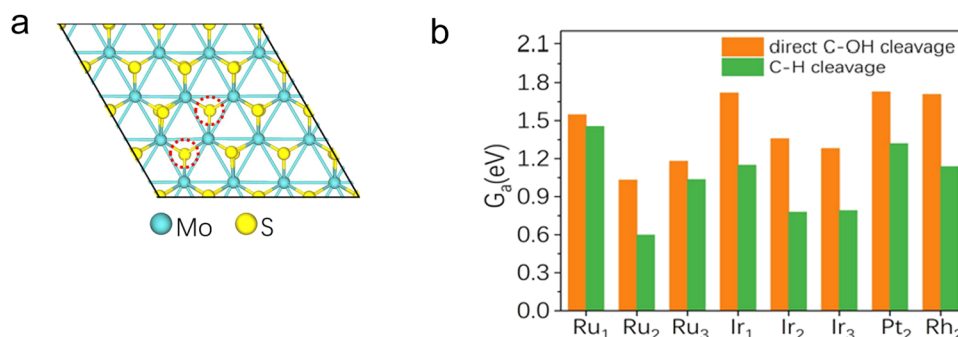 a
Mo S
b
direct C-OH cleavage
C-H cleavage
Gₐ(eV)
2.1
1.8
1.5
1.2
0.9
0.6
0.3
0.0
Ru₁ Ru₂ Ru₃ Ir₁ Ir₂ Ir₃ Pt₂ Rh₂